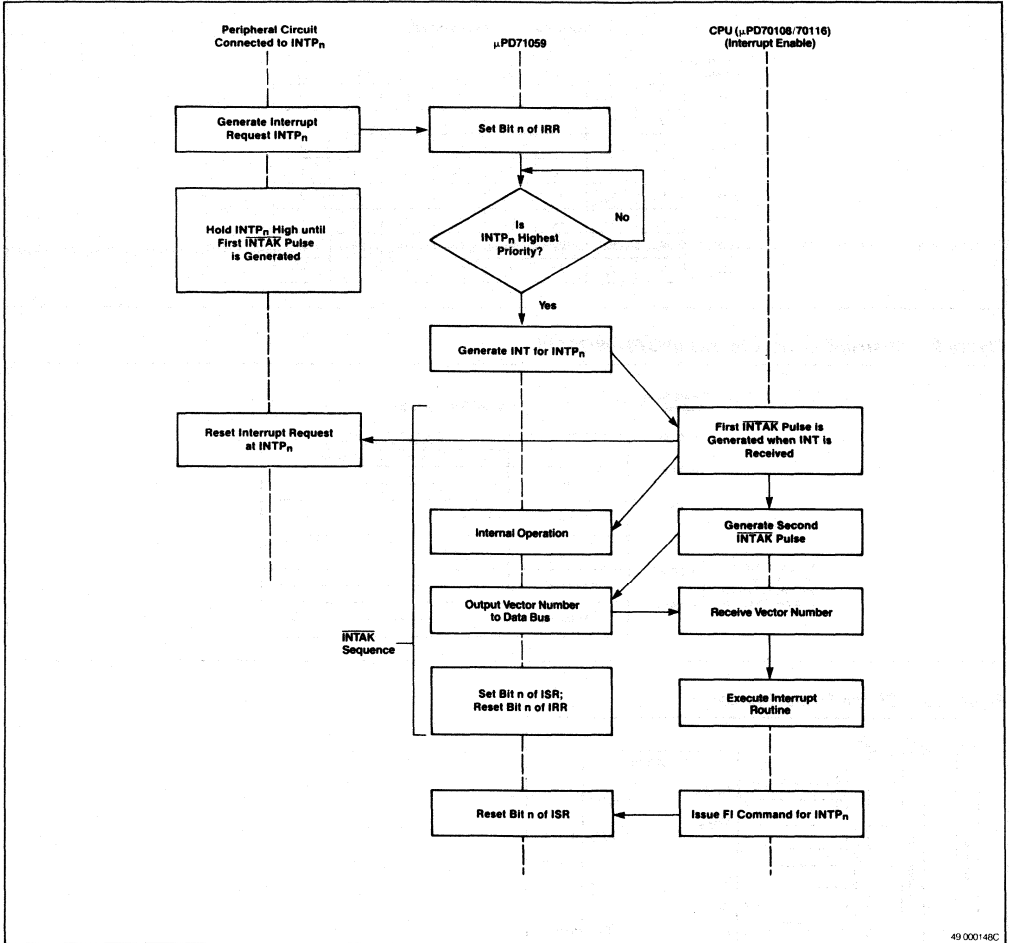 Peripheral Circuit
Connected to INTPn
μPD71059
CPU (μPD70108/70116)
(Interrupt Enable)
Generate Interrupt
Request INTPn
Set Bit n of IRR
Hold INTPn High until
First INTAK Pulse
is Generated
Is
INTPn Highest
Priority?
No
Yes
Generate INT for INTPn
Reset Interrupt Request
at INTPn
First INTAK Pulse is
Generated when INT is
Received
Internal Operation
Generate Second
INTAK Pulse
Output Vector Number
to Data Bus
Receive Vector Number
INTAK
Sequence
Set Bit n of ISR;
Reset Bit n of IRR
Execute Interrupt
Routine
Reset Bit n of ISR
Issue FI Command for INTPn
49 000148C